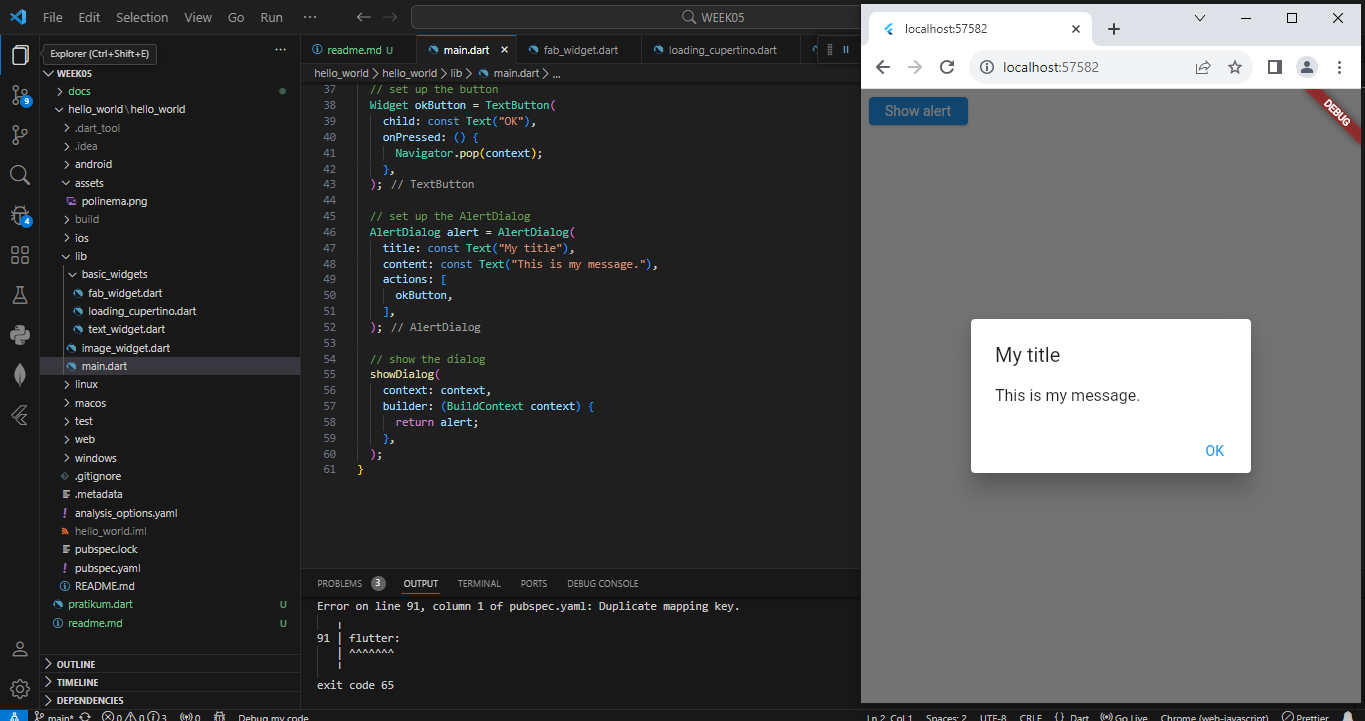 File Edit Selection View Go Run ··· WEEK05
Explorer (Ctrl+Shift+E)
WEEK05
docs
hello_world \ hello_world
.dart_tool
.idea
android
assets
polinema.png
build
ios
lib
basic_widgets
fab_widget.dart
loading_cupertino.dart
text_widget.dart
image_widget.dart
main.dart
linux
macos
test
web
windows
.gitignore
.metadata
analysis_options.yaml
hello_world.iml
pubspec.lock
pubspec.yaml
README.md
pratikum.dart U
readme.md U
OUTLINE
TIMELINE
DEPENDENCIES
9
4
readme.md U main.dart fab_widget.dart loading_cupertino.dart
hello_world > hello_world > lib > main.dart > ...
37 // set up the button
38 Widget okButton = TextButton(
39 child: const Text("OK"),
40 onPressed: () {
41 Navigator.pop(context);
42 },
43 ); // TextButton
44
45 // set up the AlertDialog
46 AlertDialog alert = AlertDialog(
47 title: const Text("My title"),
48 content: const Text("This is my message."),
49 actions: [
50 okButton,
51 ],
52 ); // AlertDialog
53
54 // show the dialog
55 showDialog(
56 context: context,
57 builder: (BuildContext context) {
58 return alert;
59 },
60 );
61 }
PROBLEMS 3 OUTPUT TERMINAL PORTS DEBUG CONSOLE
Error on line 91, column 1 of pubspec.yaml: Duplicate mapping key.
91 | flutter:
| ^^^^^^^
exit code 65
localhost:57582
localhost:57582
Show alert
DEBUG
My title
This is my message.
OK
main* 0 0 3 0 Debug my code Ln 2, Col 1 Spaces: 2 UTF-8 CRLF { } Dart Go Live Chrome (web-javascript) Prettier